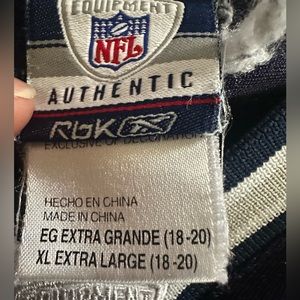 EQUIPMENT
NFL
AUTHENTIC
RBK
EXCLUSIVE OF DECORATION
HECHO EN CHINA
MADE IN CHINA
EG EXTRA GRANDE (18-20)
XL EXTRA LARGE (18-20)
EQUIPMENT